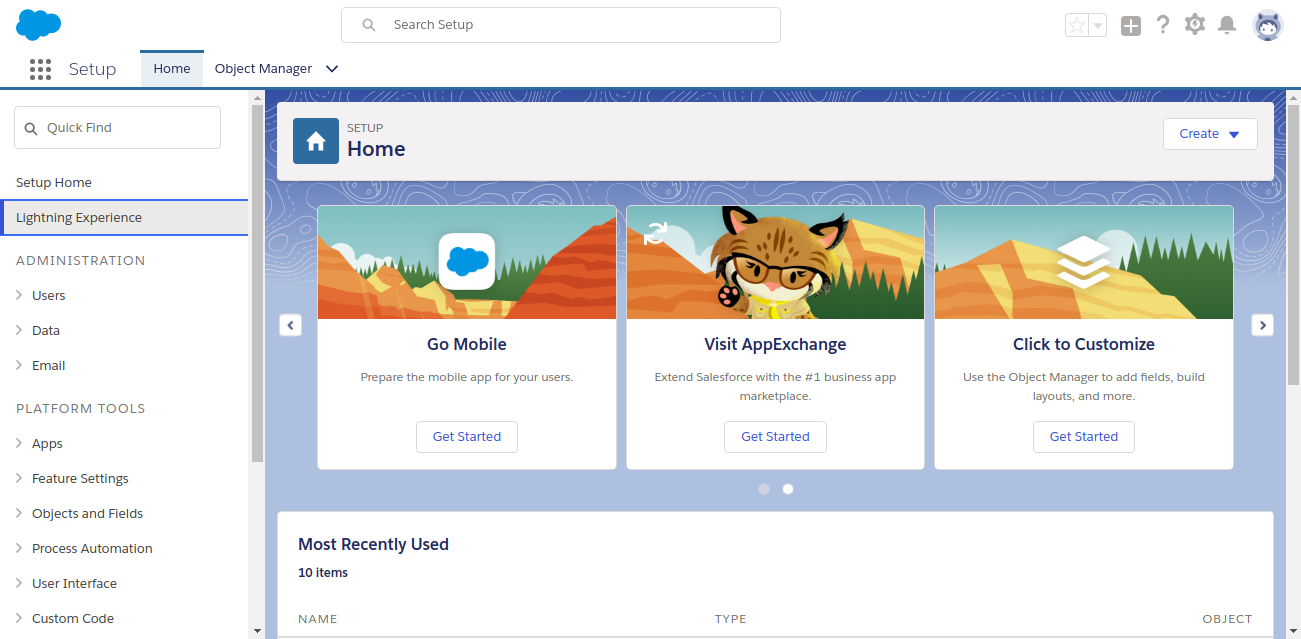 Search Setup
Setup
Home
Object Manager
Quick Find
Setup Home
Lightning Experience
ADMINISTRATION
Users
Data
Email
PLATFORM TOOLS
Apps
Feature Settings
Objects and Fields
Process Automation
User Interface
Custom Code
SETUP
Home
Create
Go Mobile
Prepare the mobile app for your users.
Get Started
Visit AppExchange
Extend Salesforce with the #1 business app
marketplace.
Get Started
Click to Customize
Use the Object Manager to add fields, build
layouts, and more.
Get Started
Most Recently Used
10 items
NAME
TYPE
OBJECT